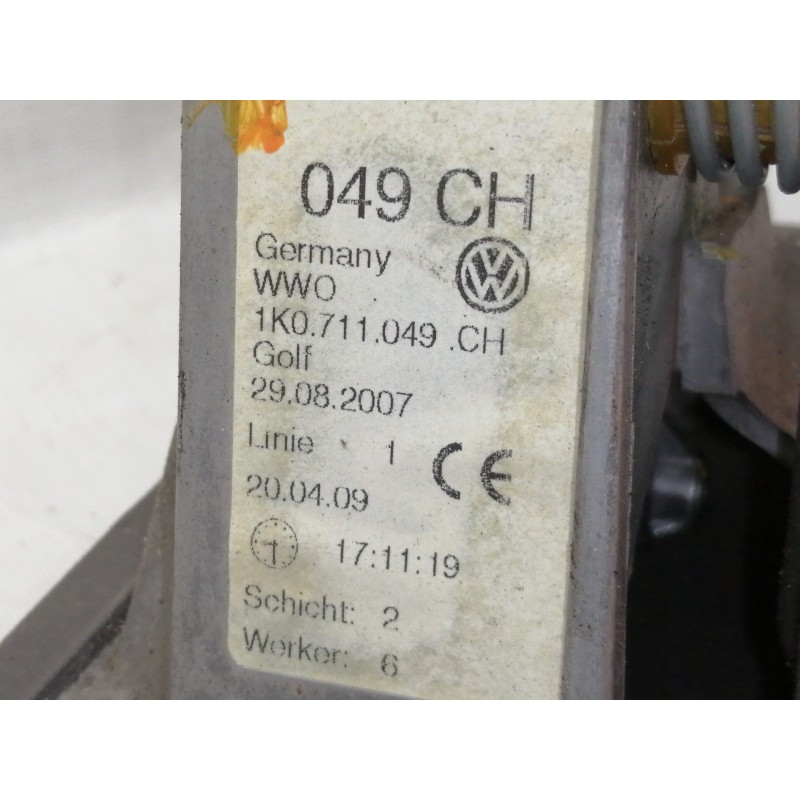 049 CH
Germany
WWO
1K0.711.049 .CH
Golf
29.08.2007
Linie 1
CE
20.04.09
17:11:19
Schicht: 2
Werker: 6